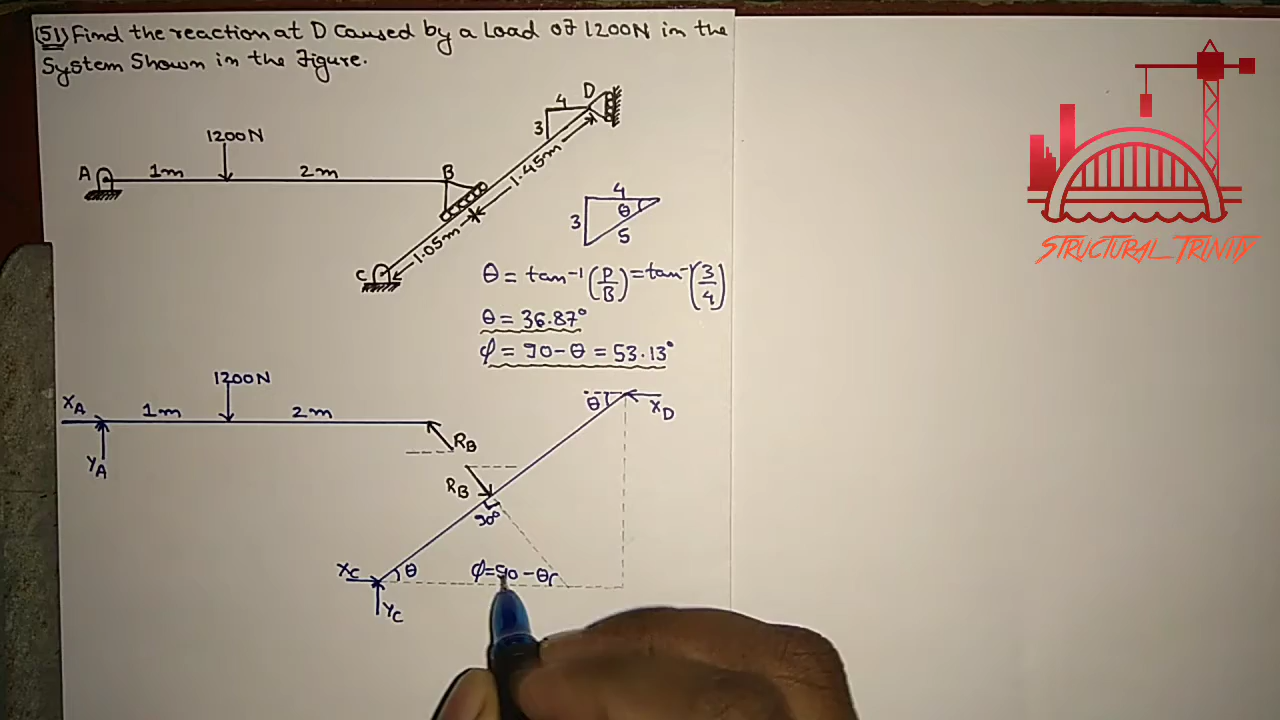 (51) Find the reaction at D caused by a Load of 1200N in the
System Shown in the Figure.
4
D
3
1200N
A
1m
2m
B
1.45m
1.05m
C
4
3
θ
5
θ = tan⁻¹(P/B) = tan⁻¹(3/4)
θ = 36.87°
φ = 90 - θ = 53.13°
1200N
XA
1m
2m
θ
XD
YA
RB
RB
90°
XC
θ
φ=90-θ
YC
STRUCTURAL_TRINITY